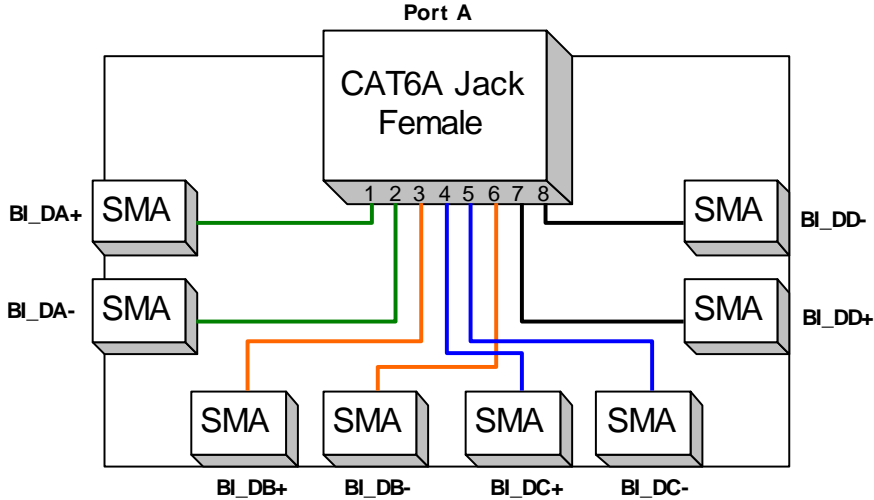 Port A
CAT6A Jack
Female
1 2 3 4 5 6 7 8
BI_DA+ SMA
SMA BI_DD-
BI_DA- SMA
SMA BI_DD+
SMA SMA SMA SMA
BI_DB+ BI_DB- BI_DC+ BI_DC-